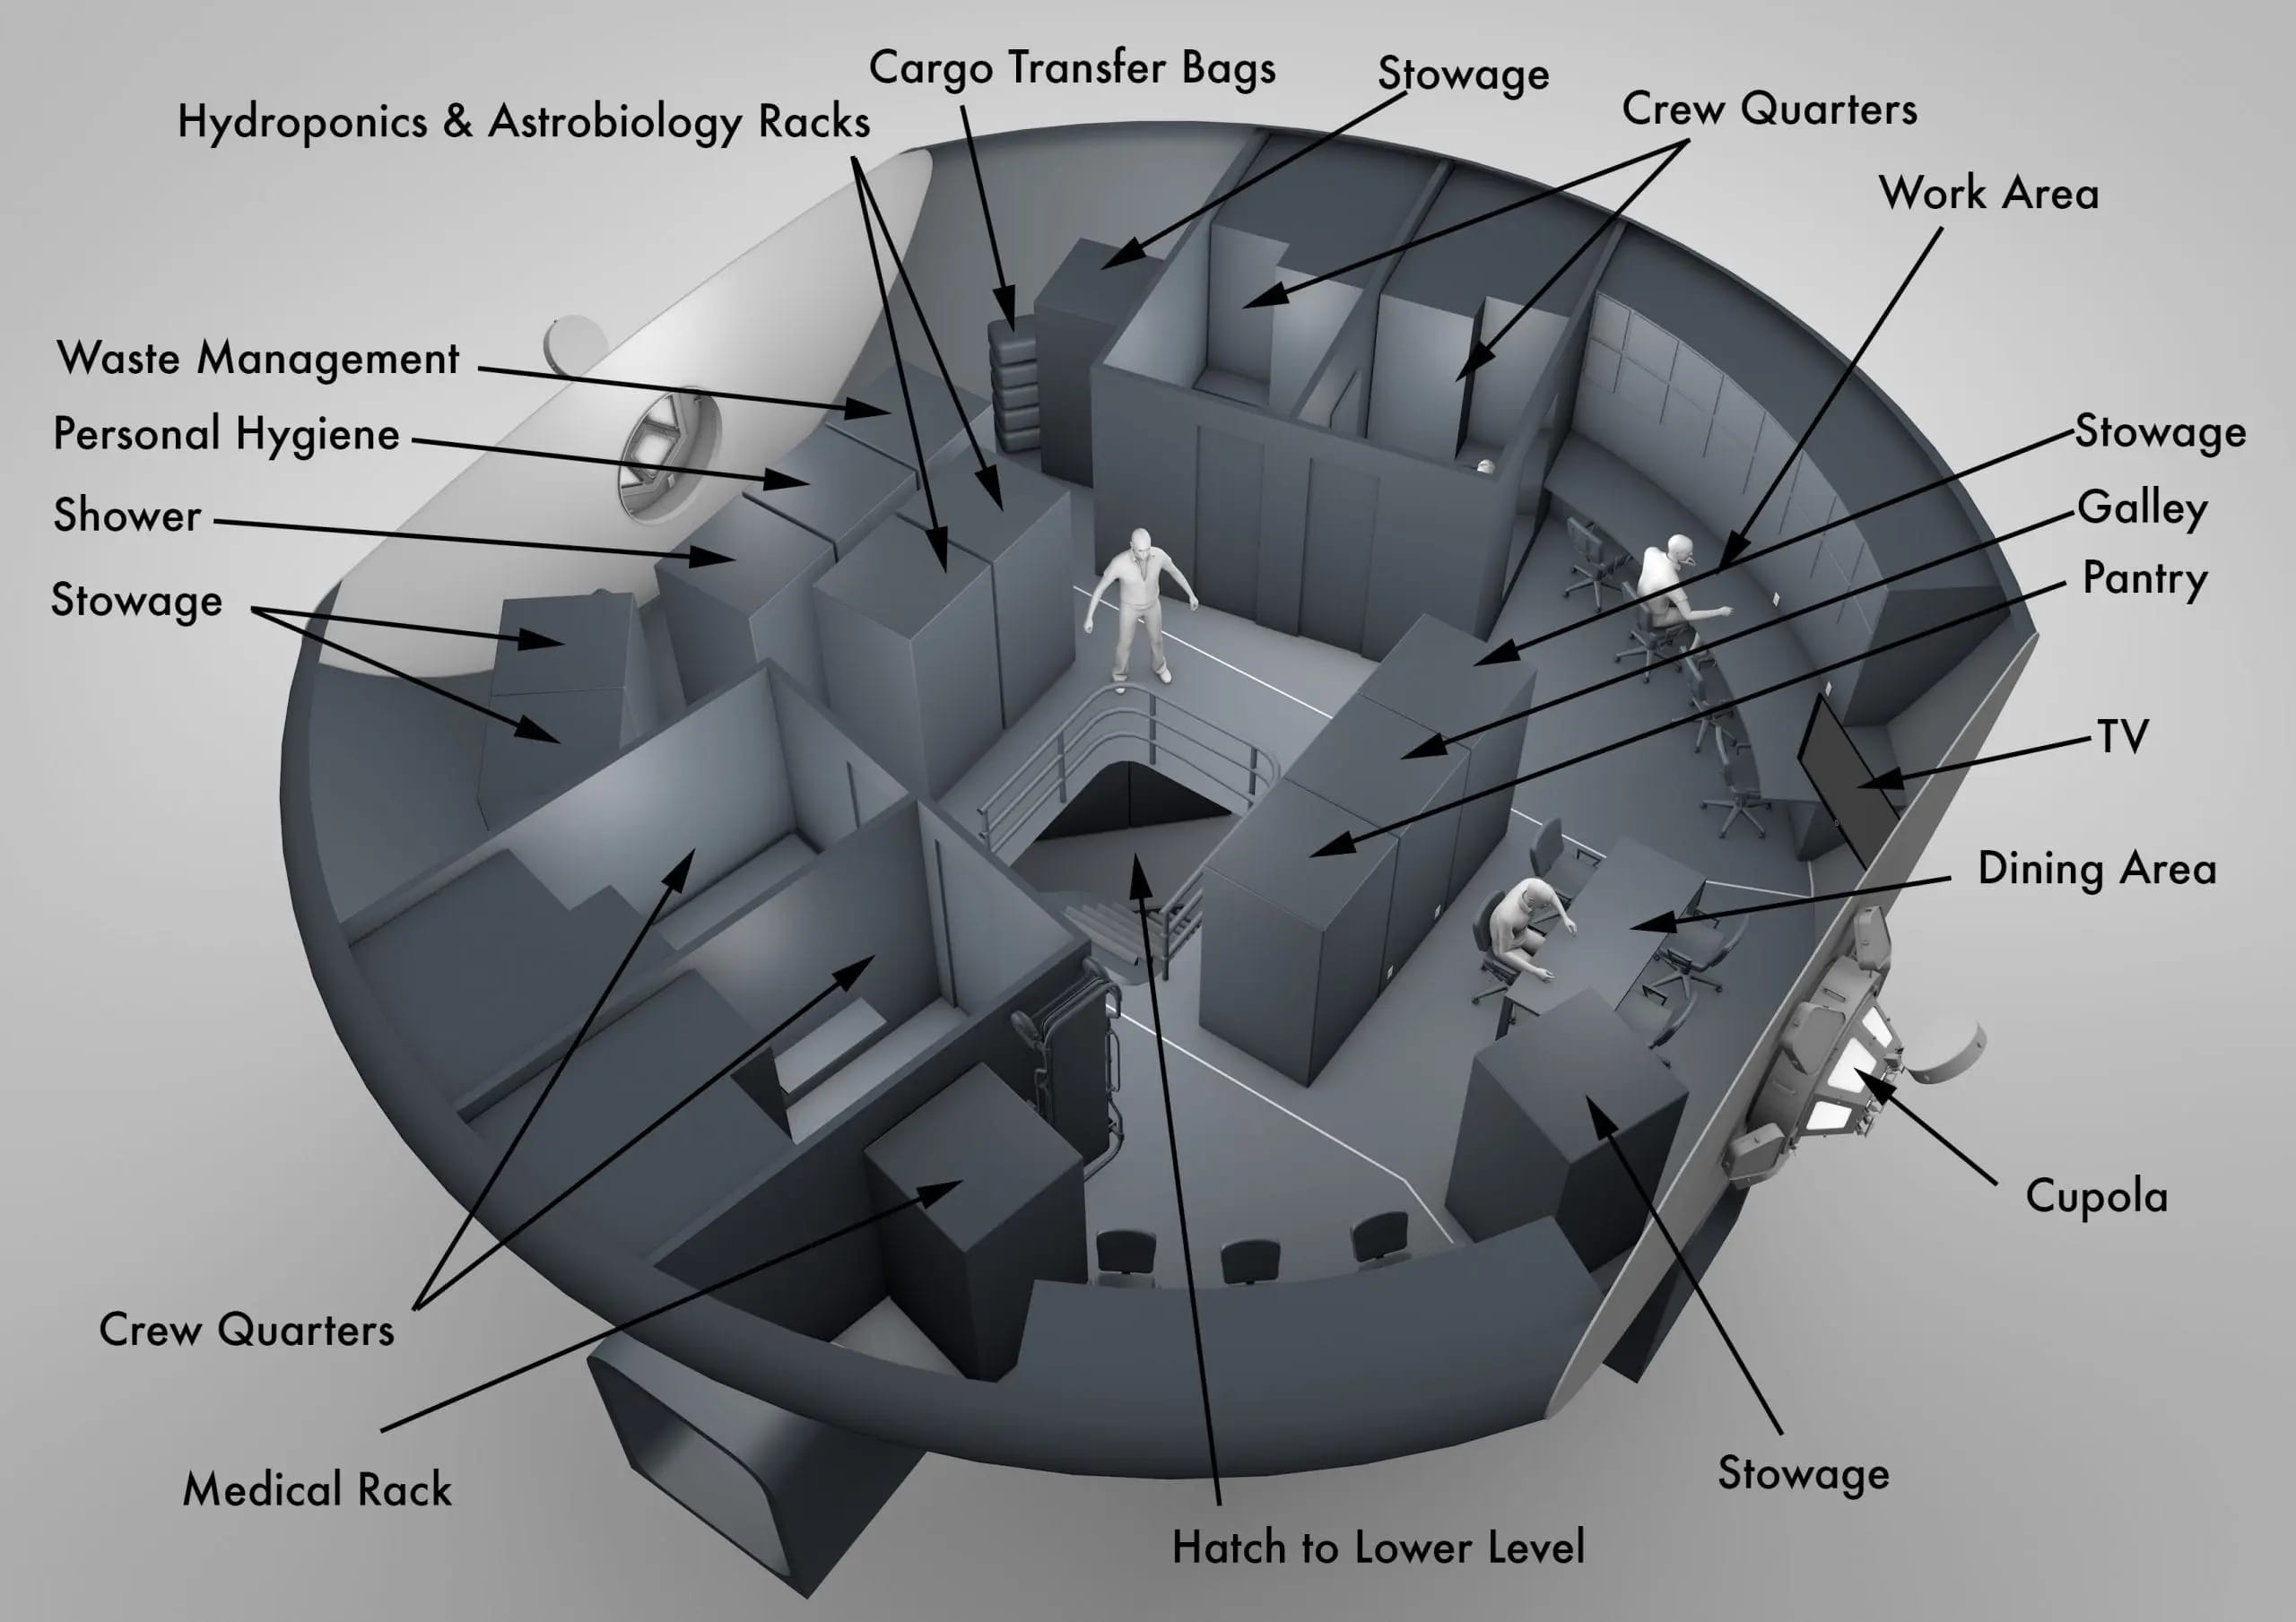 Cargo Transfer Bags
Stowage
Crew Quarters
Hydroponics & Astrobiology Racks
Work Area
Waste Management
Personal Hygiene
Shower
Stowage
Stowage
Galley
Pantry
TV
Dining Area
Cupola
Crew Quarters
Medical Rack
Stowage
Hatch to Lower Level